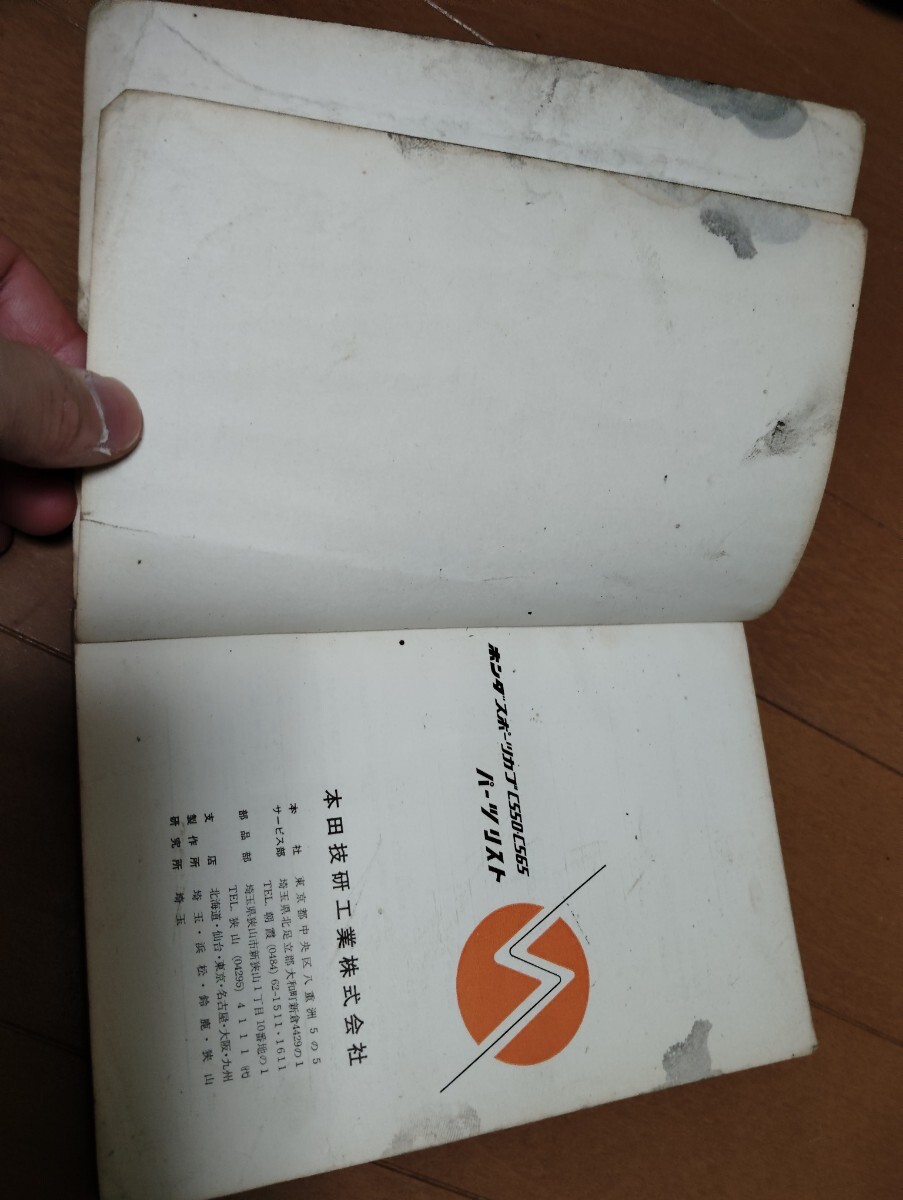 ホンダスポーツカブCS50・CS65
パーツリスト
本田技研工業株式会社
本社 東京都中央区八重洲5の5
サービス部 埼玉県北足立郡大和町新倉4429の1
TEL. 朝霞 (0484) 62-1511・1611
部品部 埼玉県狭山市新狭山1丁目10番地の1
TEL. 狭山 (04295) 4111 代
支店 北海道・仙台・東京・名古屋・大阪・九州
製作所 埼玉・浜松・鈴鹿・狭山
研究所 埼玉